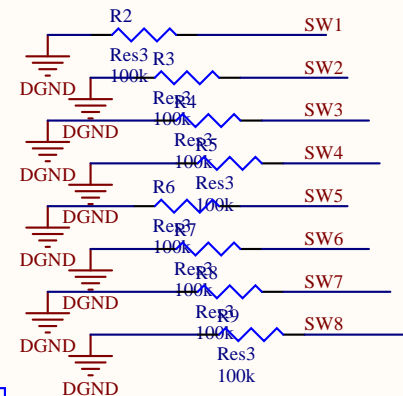 R2 SW1
Res3
100k
DGND
R3 SW2
Res3
100k
DGND
R4 SW3
Res3
100k
DGND
R5 SW4
Res3
100k
DGND
R6 SW5
Res3
100k
DGND
R7 SW6
Res3
100k
DGND
R8 SW7
Res3
100k
DGND
R9 SW8
Res3
100k
DGND